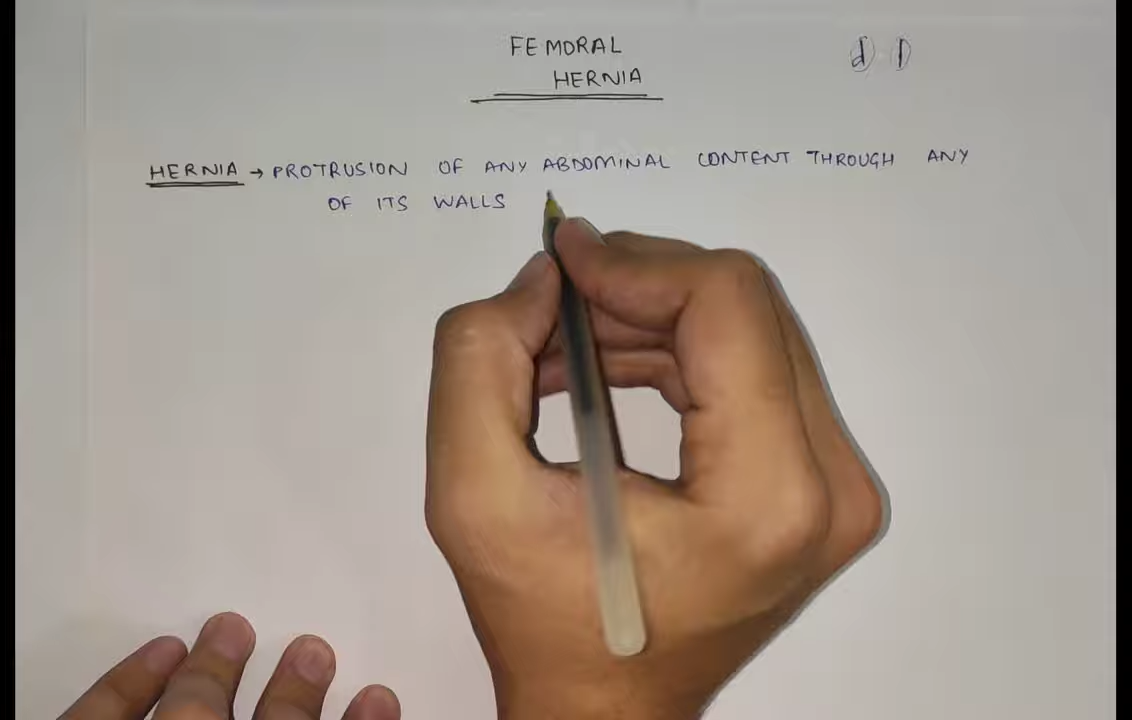 FEMORAL
HERNIA
HERNIA → PROTRUSION OF ANY ABDOMINAL CONTENT THROUGH ANY
OF ITS WALLS